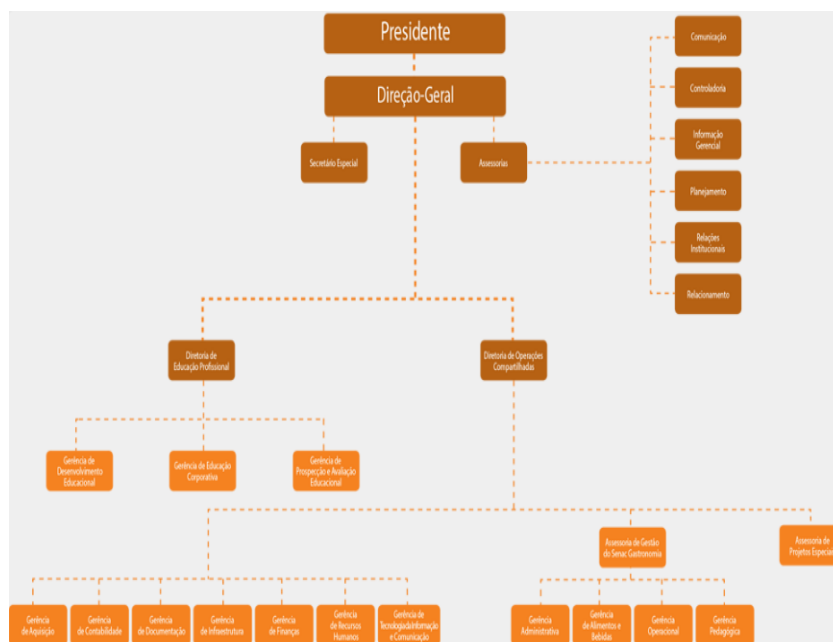 Presidente
Direção-Geral
Secretário Especial
Assessorias
Comunicação
Controladoria
Informação
Gerencial
Planejamento
Relações
Institucionais
Relacionamento
Diretoria de
Educação Profissional
Diretoria de Operações
Compartilhadas
Gerência de
Desenvolvimento
Educacional
Gerência de Educação
Corporativa
Gerência de
Prospecção e Avaliação
Educacional
Assessoria de Gestão
do Senac Gastronomia
Assessoria de
Projetos Especiai
Gerência
de Aquisição
Gerência
de Contabilidade
Gerência
de Documentação
Gerência
de Infraestrutura
Gerência
de Finanças
Gerência
de Recursos
Humanos
Gerência de
Tecnologia da Informação
e Comunicação
Gerência
Administrativa
Gerência
de Alimentos e
Bebidas
Gerência
Operacional
Gerência
Pedagógica